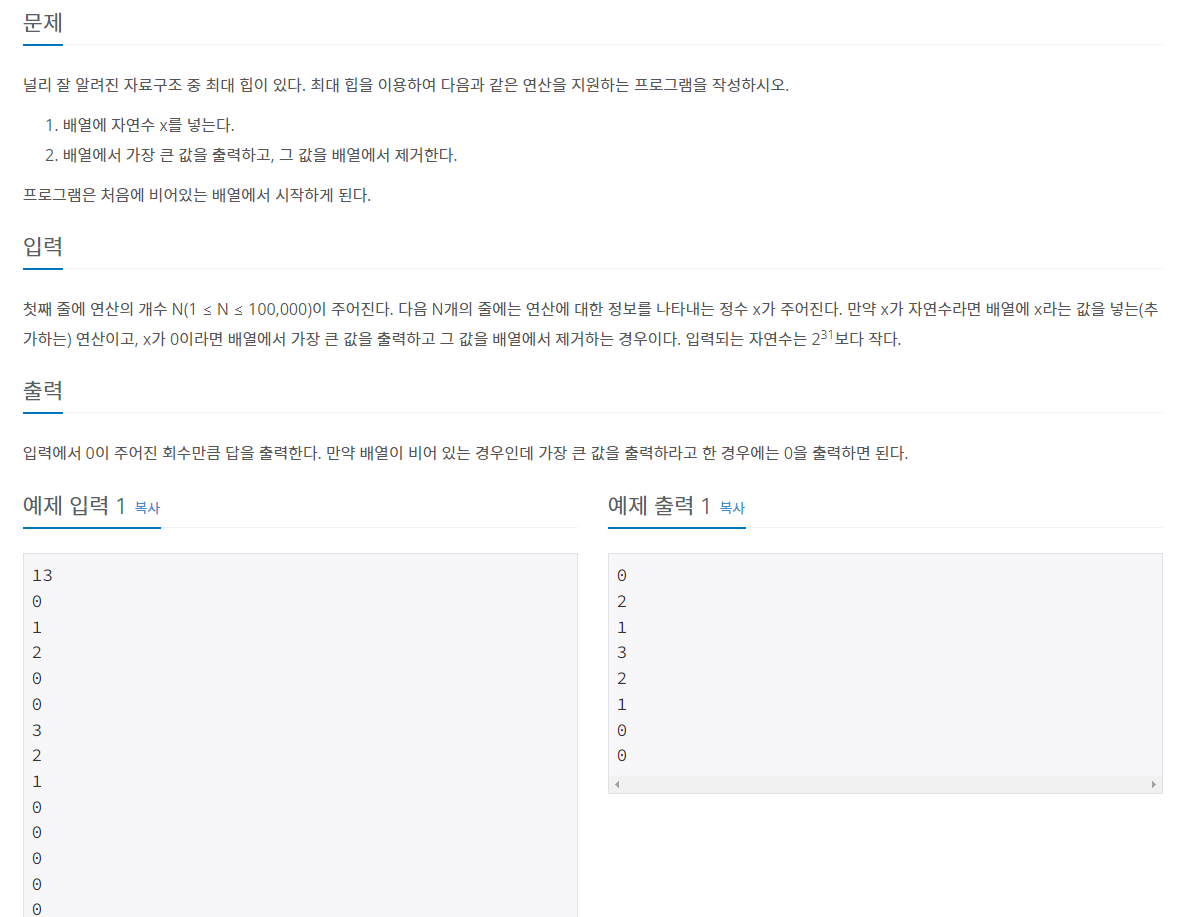 문제
널리 잘 알려진 자료구조 중 최대 힙이 있다. 최대 힙을 이용하여 다음과 같은 연산을 지원하는 프로그램을 작성하시오.
1. 배열에 자연수 x를 넣는다.
2. 배열에서 가장 큰 값을 출력하고, 그 값을 배열에서 제거한다.
프로그램은 처음에 비어있는 배열에서 시작하게 된다.
입력
첫째 줄에 연산의 개수 N(1 ≤ N ≤ 100,000)이 주어진다. 다음 N개의 줄에는 연산에 대한 정보를 나타내는 정수 x가 주어진다. 만약 x가 자연수라면 배열에 x라는 값을 넣는(추
가하는) 연산이고, x가 0이라면 배열에서 가장 큰 값을 출력하고 그 값을 배열에서 제거하는 경우이다. 입력되는 자연수는 2³¹보다 작다.
출력
입력에서 0이 주어진 회수만큼 답을 출력한다. 만약 배열이 비어 있는 경우인데 가장 큰 값을 출력하라고 한 경우에는 0을 출력하면 된다.
예제 입력 1 복사
13
0
1
2
0
0
3
2
1
0
0
0
0
0
예제 출력 1 복사
0
2
1
3
2
1
0
0